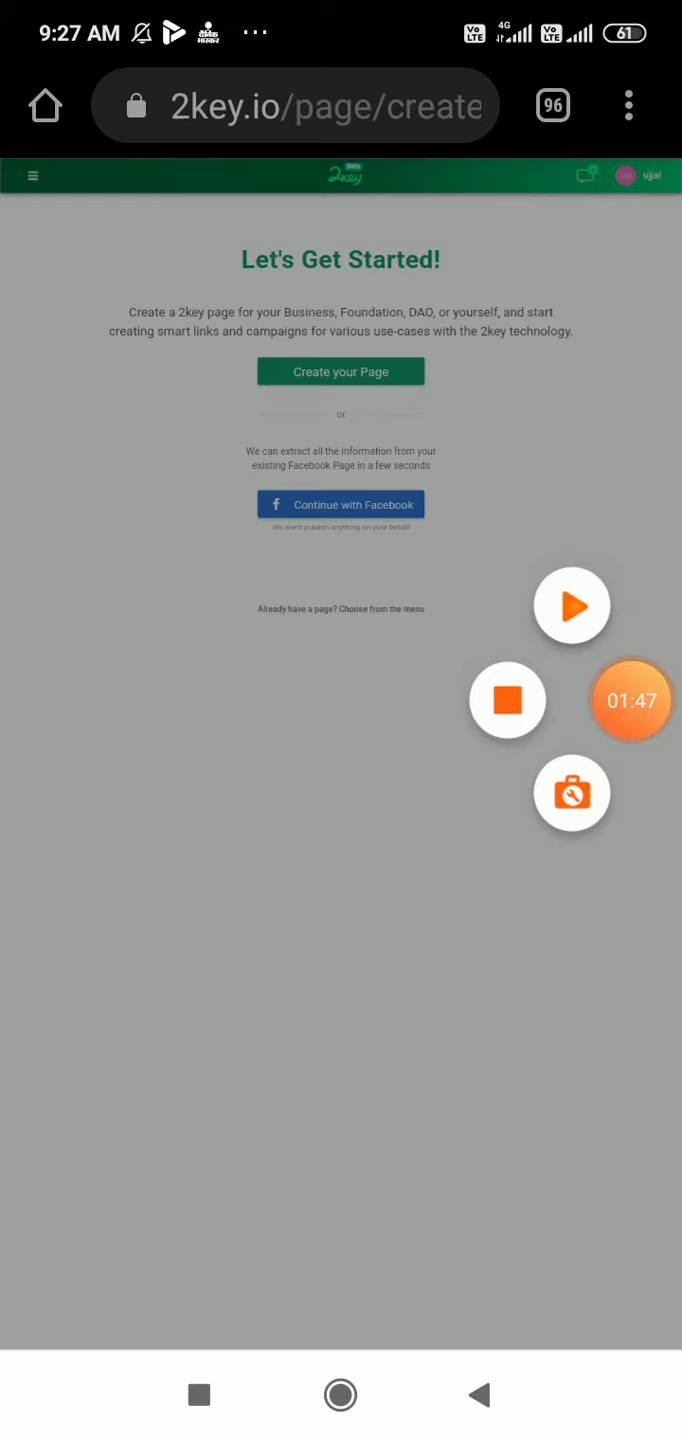 9:27 AM दैनिक भास्कर ... Vo LTE 4G Vo LTE 61
2key.io/page/create 96
2key Beta ujjal
Let's Get Started!
Create a 2key page for your Business, Foundation, DAO, or yourself, and start
creating smart links and campaigns for various use-cases with the 2key technology.
Create your Page
or
We can extract all the information from your
existing Facebook Page in a few seconds
f Continue with Facebook
We won't publish anything on your behalf
Already have a page? Choose from the menu
01:47